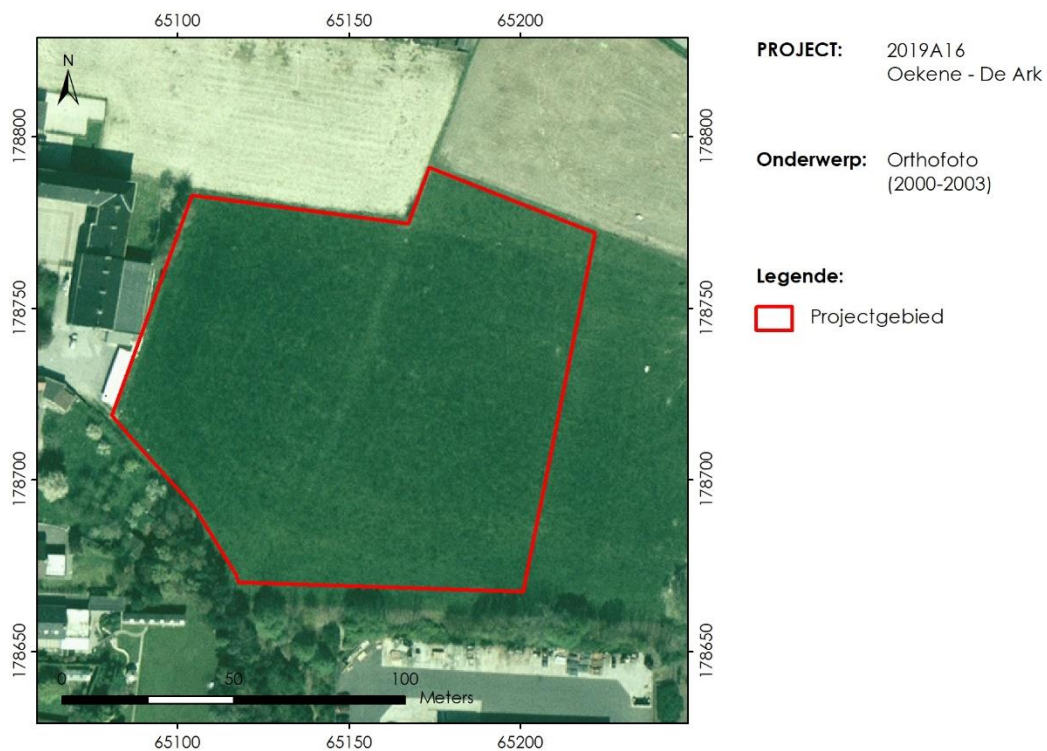 65100 65150 65200
N
178800
178750
178700
178650
178800
178750
178700
178650
0 50 100 Meters
65100 65150 65200
PROJECT: 2019A16
Oekene - De Ark
Onderwerp: Orthofoto
(2000-2003)
Legende:
Projectgebied